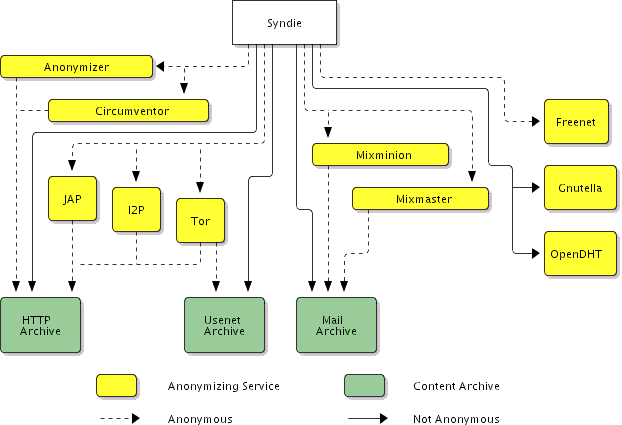 Syndie
Anonymizer
Circumventor
Freenet
Mixminion
JAP
I2P
Tor
Mixmaster
Gnutella
OpenDHT
HTTP
Archive
Usenet
Archive
Mail
Archive
Anonymizing Service
Content Archive
Anonymous
Not Anonymous